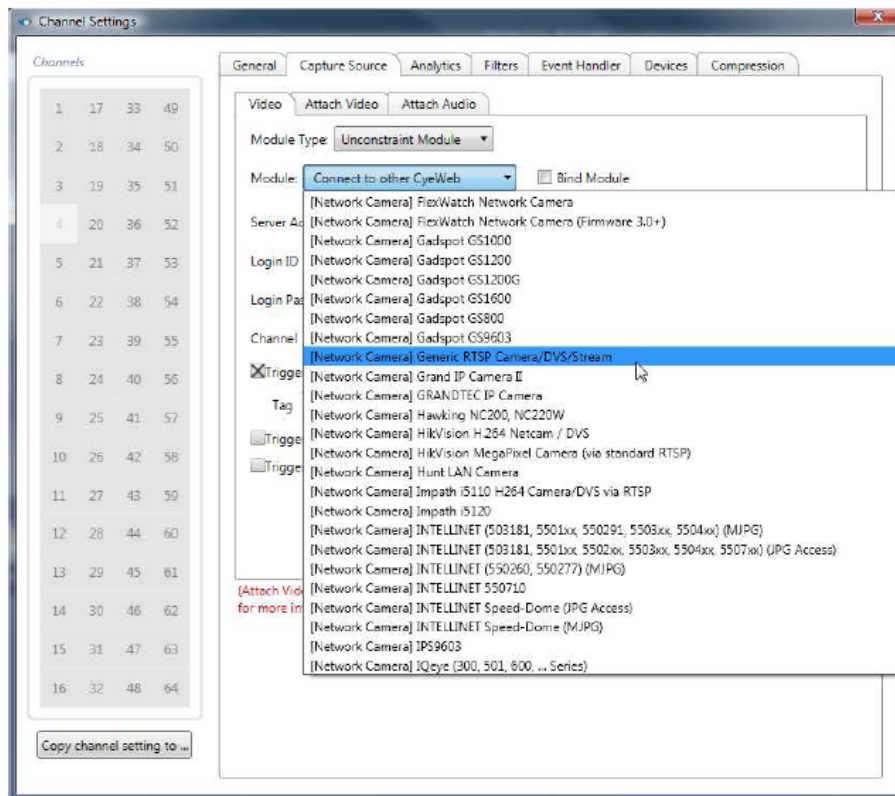 Channel Settings
Channels
General Capture Source Analytics Filters Event Handler Devices Compression
Video Attach Video Attach Audio
1 17 33 49
2 18 34 50
3 19 35 51
4 20 36 52
5 21 37 53
6 22 38 54
7 23 39 55
8 24 40 56
9 25 41 57
10 26 42 58
11 27 43 59
12 28 44 60
13 29 45 61
14 30 46 62
15 31 47 63
16 32 48 64
Copy channel setting to ...
Module Type: Unconstraint Module
Module: Connect to other CyeWeb Bind Module
Server Ad
Login ID
Login Pas
Channel
Trigge
Tag
Trigge
Trigge
(Attach Vid
for more in
[Network Camera] FlexWatch Network Camera
[Network Camera] FlexWatch Network Camera (Firmware 3.0+)
[Network Camera] Gadspot GS1000
[Network Camera] Gadspot GS1200
[Network Camera] Gadspot GS1200G
[Network Camera] Gadspot GS1600
[Network Camera] Gadspot GS800
[Network Camera] Gadspot GS9603
[Network Camera] Generic RTSP Camera/DVS/Stream
[Network Camera] Grand IP Camera II
[Network Camera] GRANDTEC IP Camera
[Network Camera] Hawking NC200, NC220W
[Network Camera] HikVision H.264 Netcam / DVS
[Network Camera] HikVision MegaPixel Camera (via standard RTSP)
[Network Camera] Hunt LAN Camera
[Network Camera] Impath i5110 H264 Camera/DVS via RTSP
[Network Camera] Impath i5120
[Network Camera] INTELLINET (503181, 5501xx, 550291, 5503xx, 5504xx) (MJPG)
[Network Camera] INTELLINET (503181, 5501xx, 5502xx, 5503xx, 5504xx, 5507xx) (JPG Access)
[Network Camera] INTELLINET (550260, 550277) (MJPG)
[Network Camera] INTELLINET 550710
[Network Camera] INTELLINET Speed-Dome (JPG Access)
[Network Camera] INTELLINET Speed-Dome (MJPG)
[Network Camera] IPS9603
[Network Camera] IQeye (300, 501, 600, ... Series)